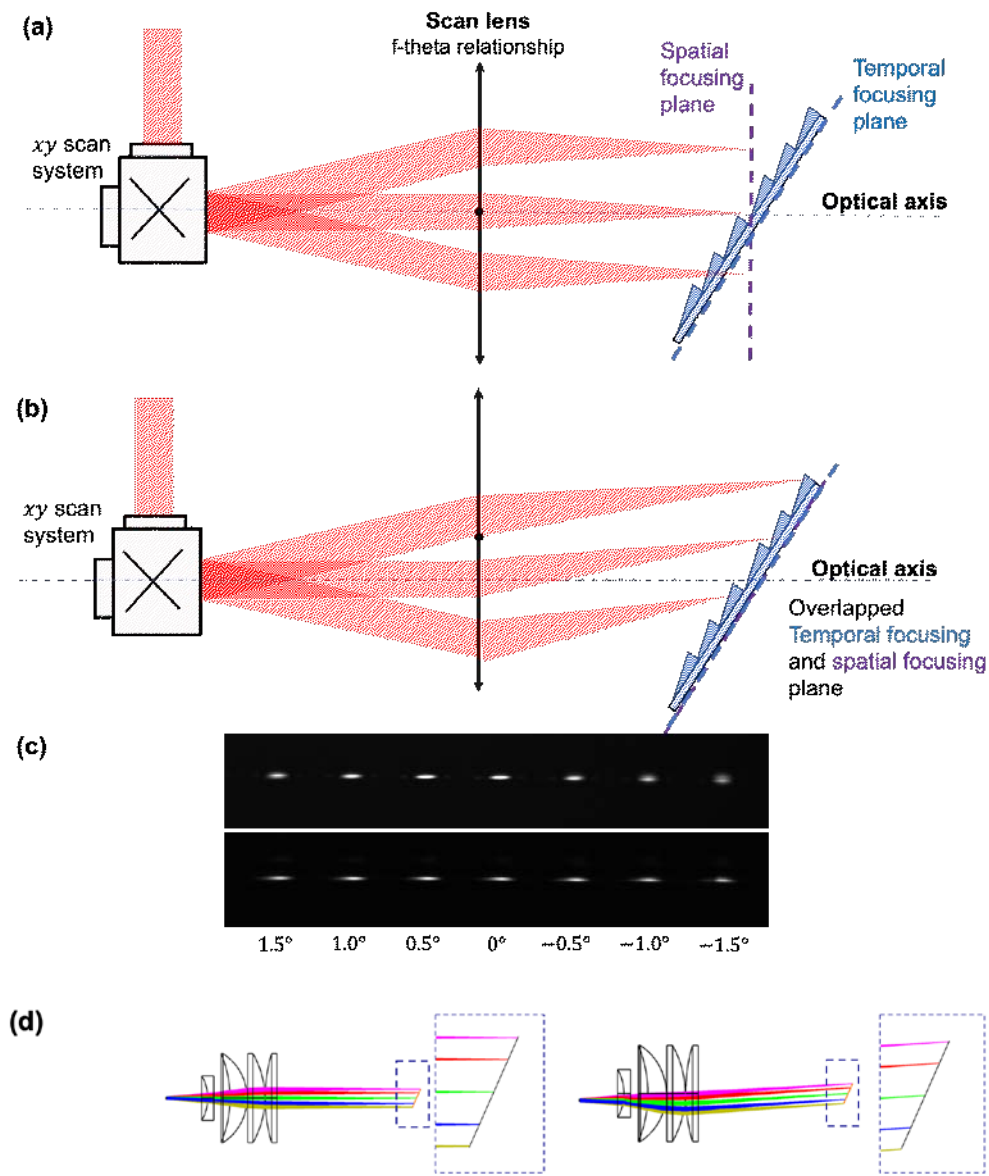 (a)
Scan lens
f-theta relationship
Spatial
focusing
plane
Temporal
focusing
plane
xy scan
system
Optical axis
(b)
xy scan
system
Optical axis
Overlapped
Temporal focusing
and spatial focusing
plane
(c)
1.5° 1.0° 0.5° 0° −0.5° −1.0° −1.5°
(d)